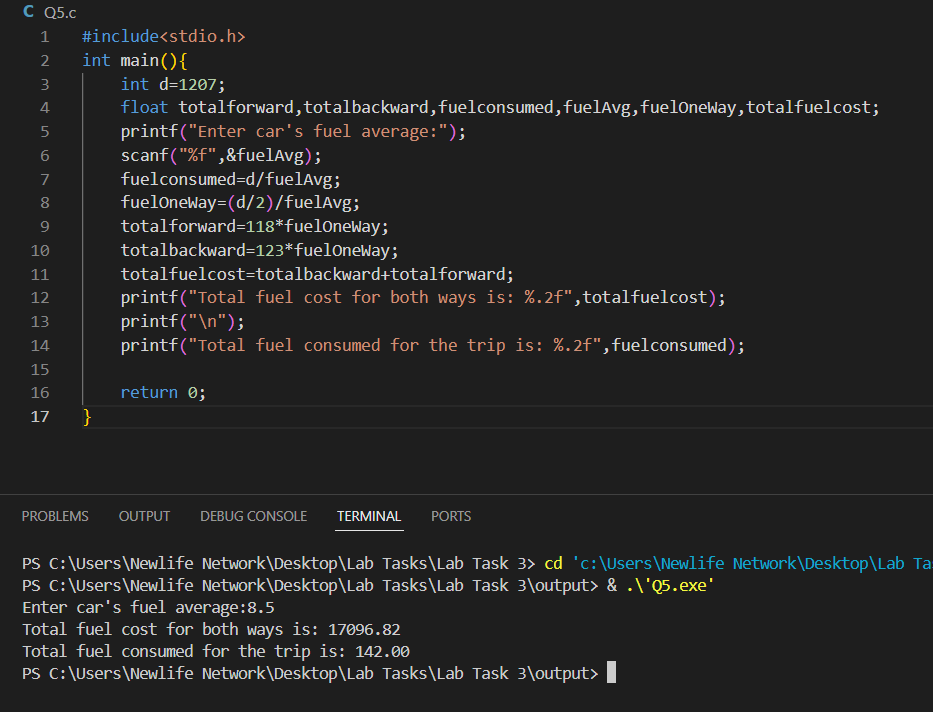 C Q5.c
1 #include<stdio.h>
2 int main(){
3 int d=1207;
4 float totalforward,totalbackward,fuelconsumed,fuelAvg,fuelOneWay,totalfuelcost;
5 printf("Enter car's fuel average:");
6 scanf("%f",&fuelAvg);
7 fuelconsumed=d/fuelAvg;
8 fuelOneWay=(d/2)/fuelAvg;
9 totalforward=118*fuelOneWay;
10 totalbackward=123*fuelOneWay;
11 totalfuelcost=totalbackward+totalforward;
12 printf("Total fuel cost for both ways is: %.2f",totalfuelcost);
13 printf("\n");
14 printf("Total fuel consumed for the trip is: %.2f",fuelconsumed);
15
16 return 0;
17 }
PROBLEMS OUTPUT DEBUG CONSOLE TERMINAL PORTS
PS C:\Users\Newlife Network\Desktop\Lab Tasks\Lab Task 3> cd 'c:\Users\Newlife Network\Desktop\Lab Ta
PS C:\Users\Newlife Network\Desktop\Lab Tasks\Lab Task 3\output> & .\'Q5.exe'
Enter car's fuel average:8.5
Total fuel cost for both ways is: 17096.82
Total fuel consumed for the trip is: 142.00
PS C:\Users\Newlife Network\Desktop\Lab Tasks\Lab Task 3\output>